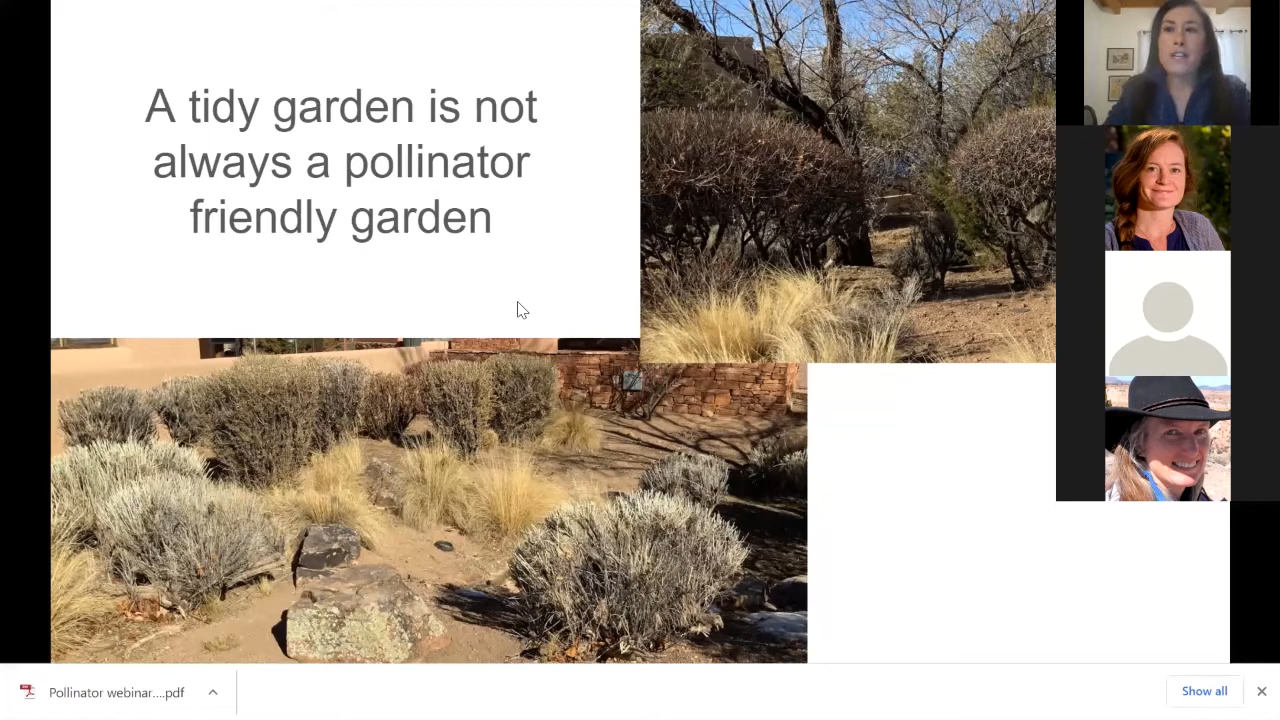 A tidy garden is not
always a pollinator
friendly garden
Pollinator webinar....pdf
Show all